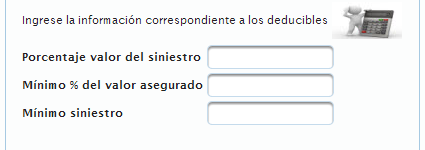 Ingrese la información correspondiente a los deducibles
Porcentaje valor del siniestro
Mínimo % del valor asegurado
Mínimo siniestro